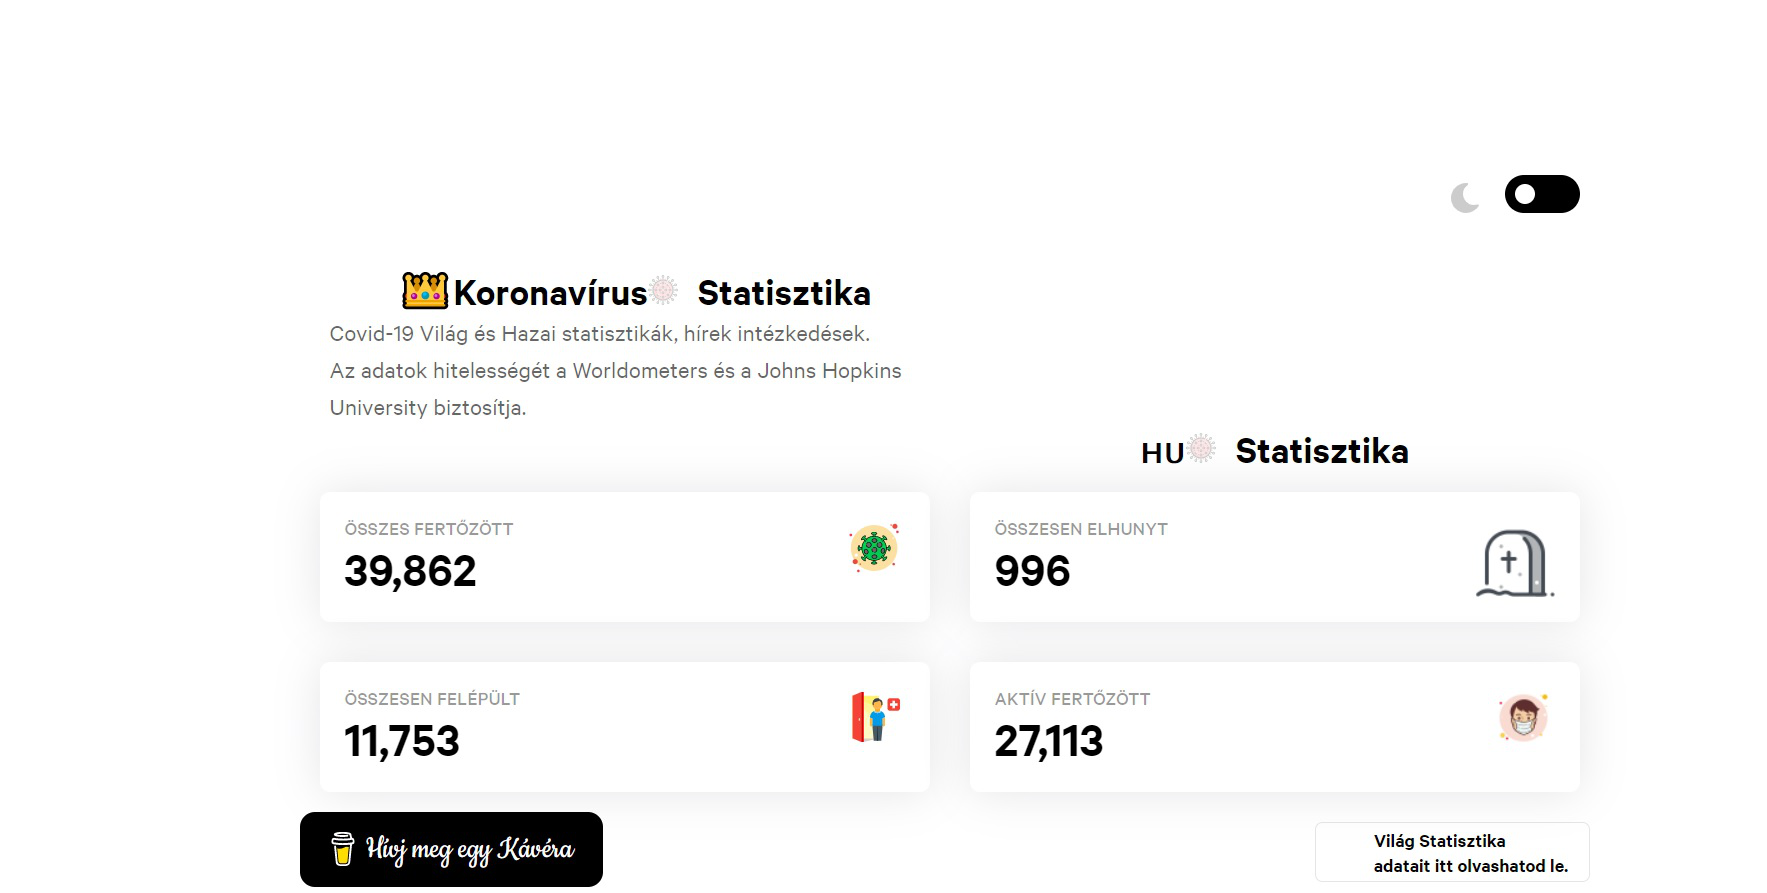 Koronavírus Statisztika
Covid-19 Világ és Hazai statisztikák, hírek intézkedések.
Az adatok hitelességét a Worldometers és a Johns Hopkins
University biztosítja.
HU Statisztika
ÖSSZES FERTŐZÖTT
39,862
ÖSSZESEN ELHUNYT
996
ÖSSZESEN FELÉPÜLT
11,753
AKTÍV FERTŐZÖTT
27,113
Hívj meg egy Kávéra
Világ Statisztika
adatait itt olvashatod le.